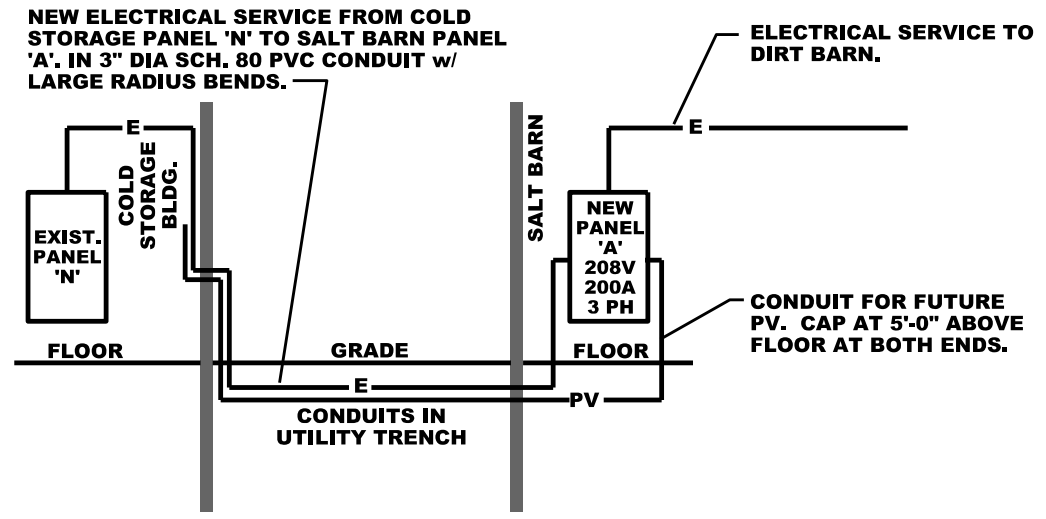 NEW ELECTRICAL SERVICE FROM COLD
STORAGE PANEL 'N' TO SALT BARN PANEL
'A'. IN 3" DIA SCH. 80 PVC CONDUIT w/
LARGE RADIUS BENDS.
ELECTRICAL SERVICE TO
DIRT BARN.
E
E
COLD
STORAGE
BLDG.
SALT BARN
EXIST.
PANEL
'N'
NEW
PANEL
'A'
208V
200A
3 PH
CONDUIT FOR FUTURE
PV. CAP AT 5'-0" ABOVE
FLOOR AT BOTH ENDS.
FLOOR
GRADE
FLOOR
E
PV
CONDUITS IN
UTILITY TRENCH